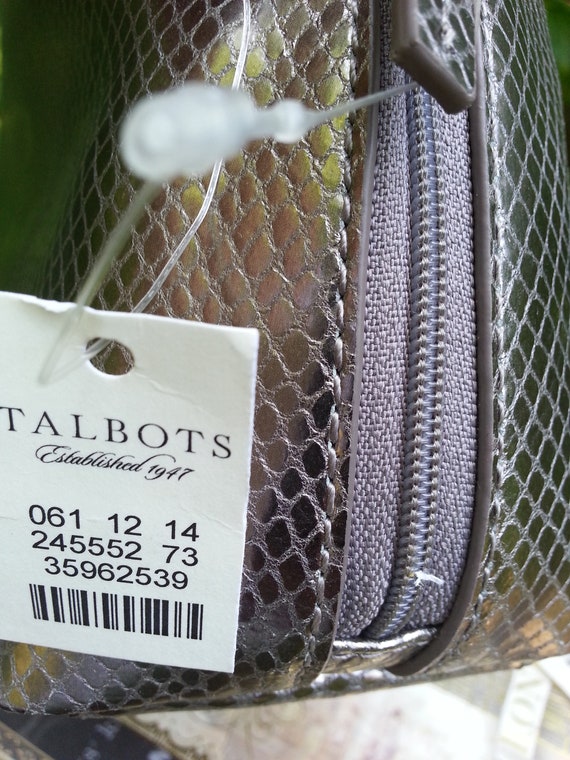 TALBOTS
Established 1947
061 12 14
245552 73
35962539